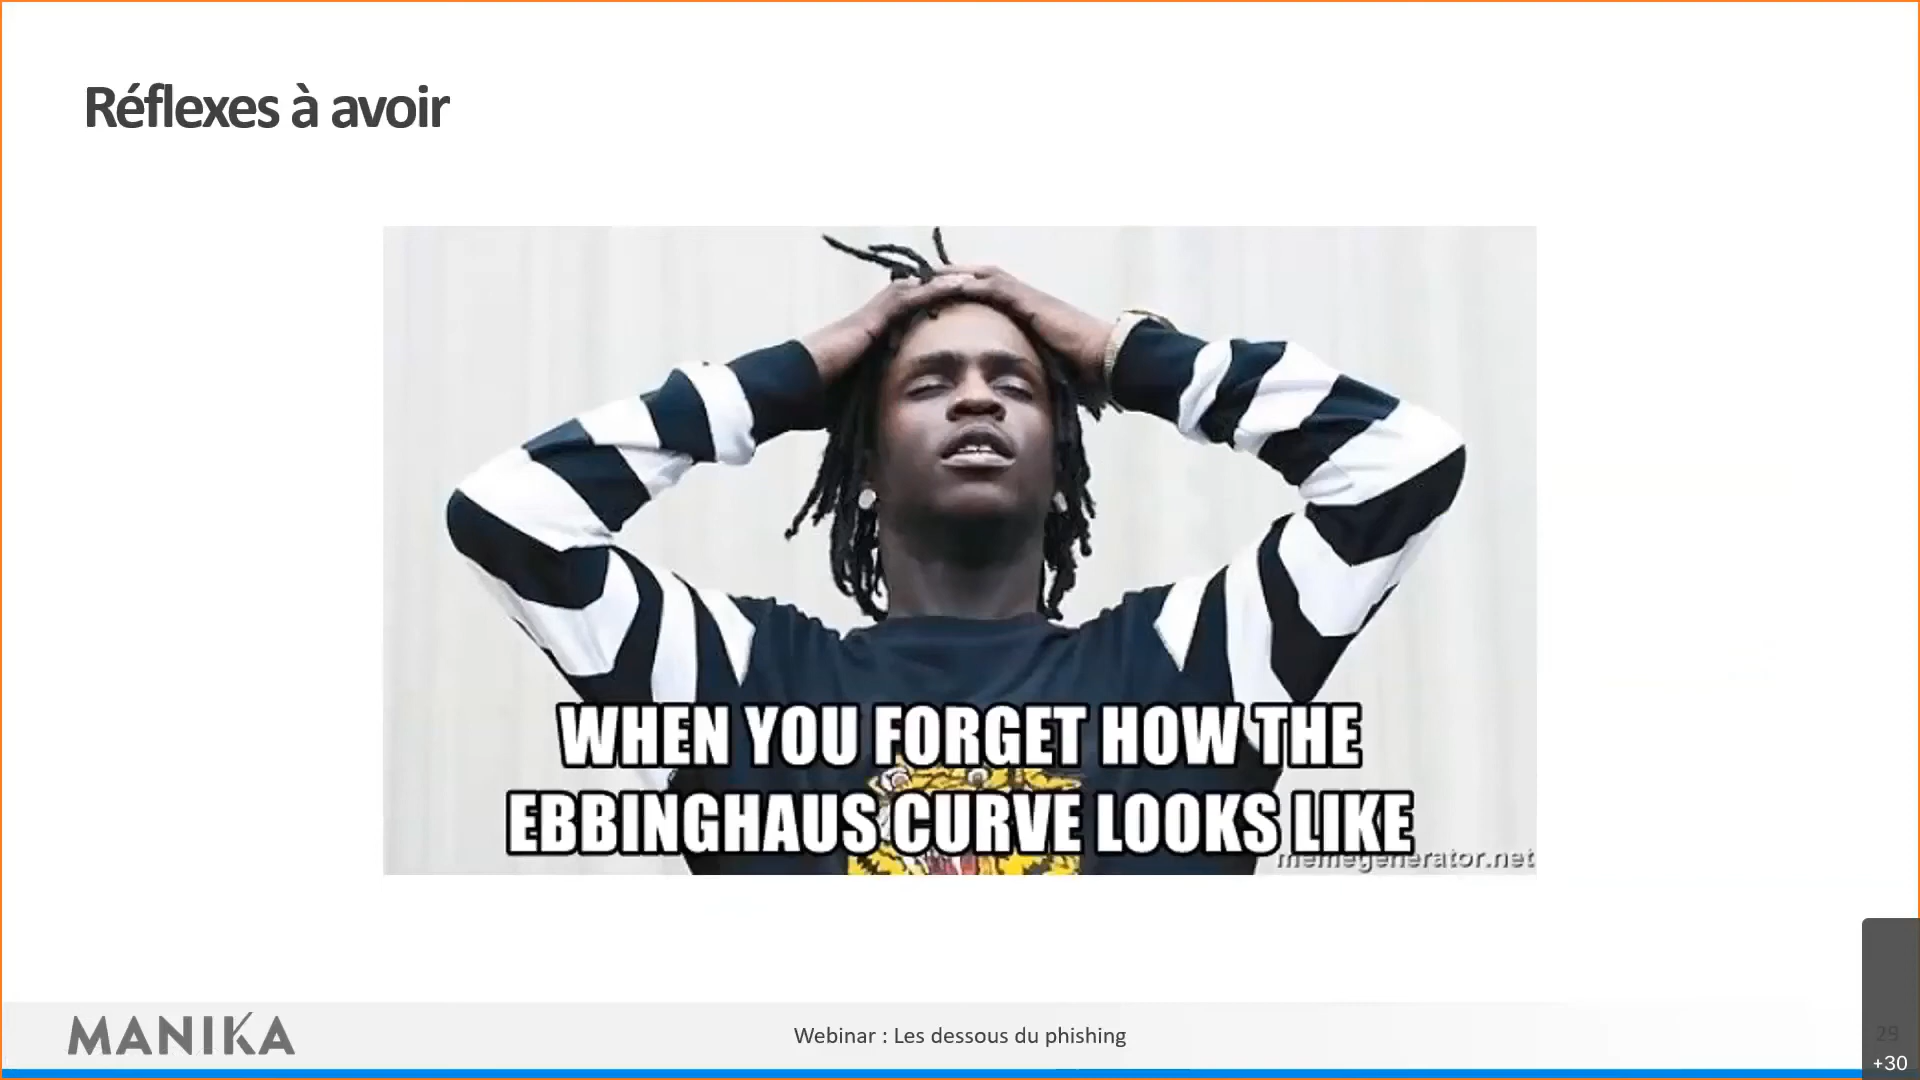 Réflexes à avoir
WHEN YOU FORGET HOW THE
EBBINGHAUS CURVE LOOKS LIKE
memegenerator.net
MANIKA
Webinar : Les dessous du phishing
29
+30